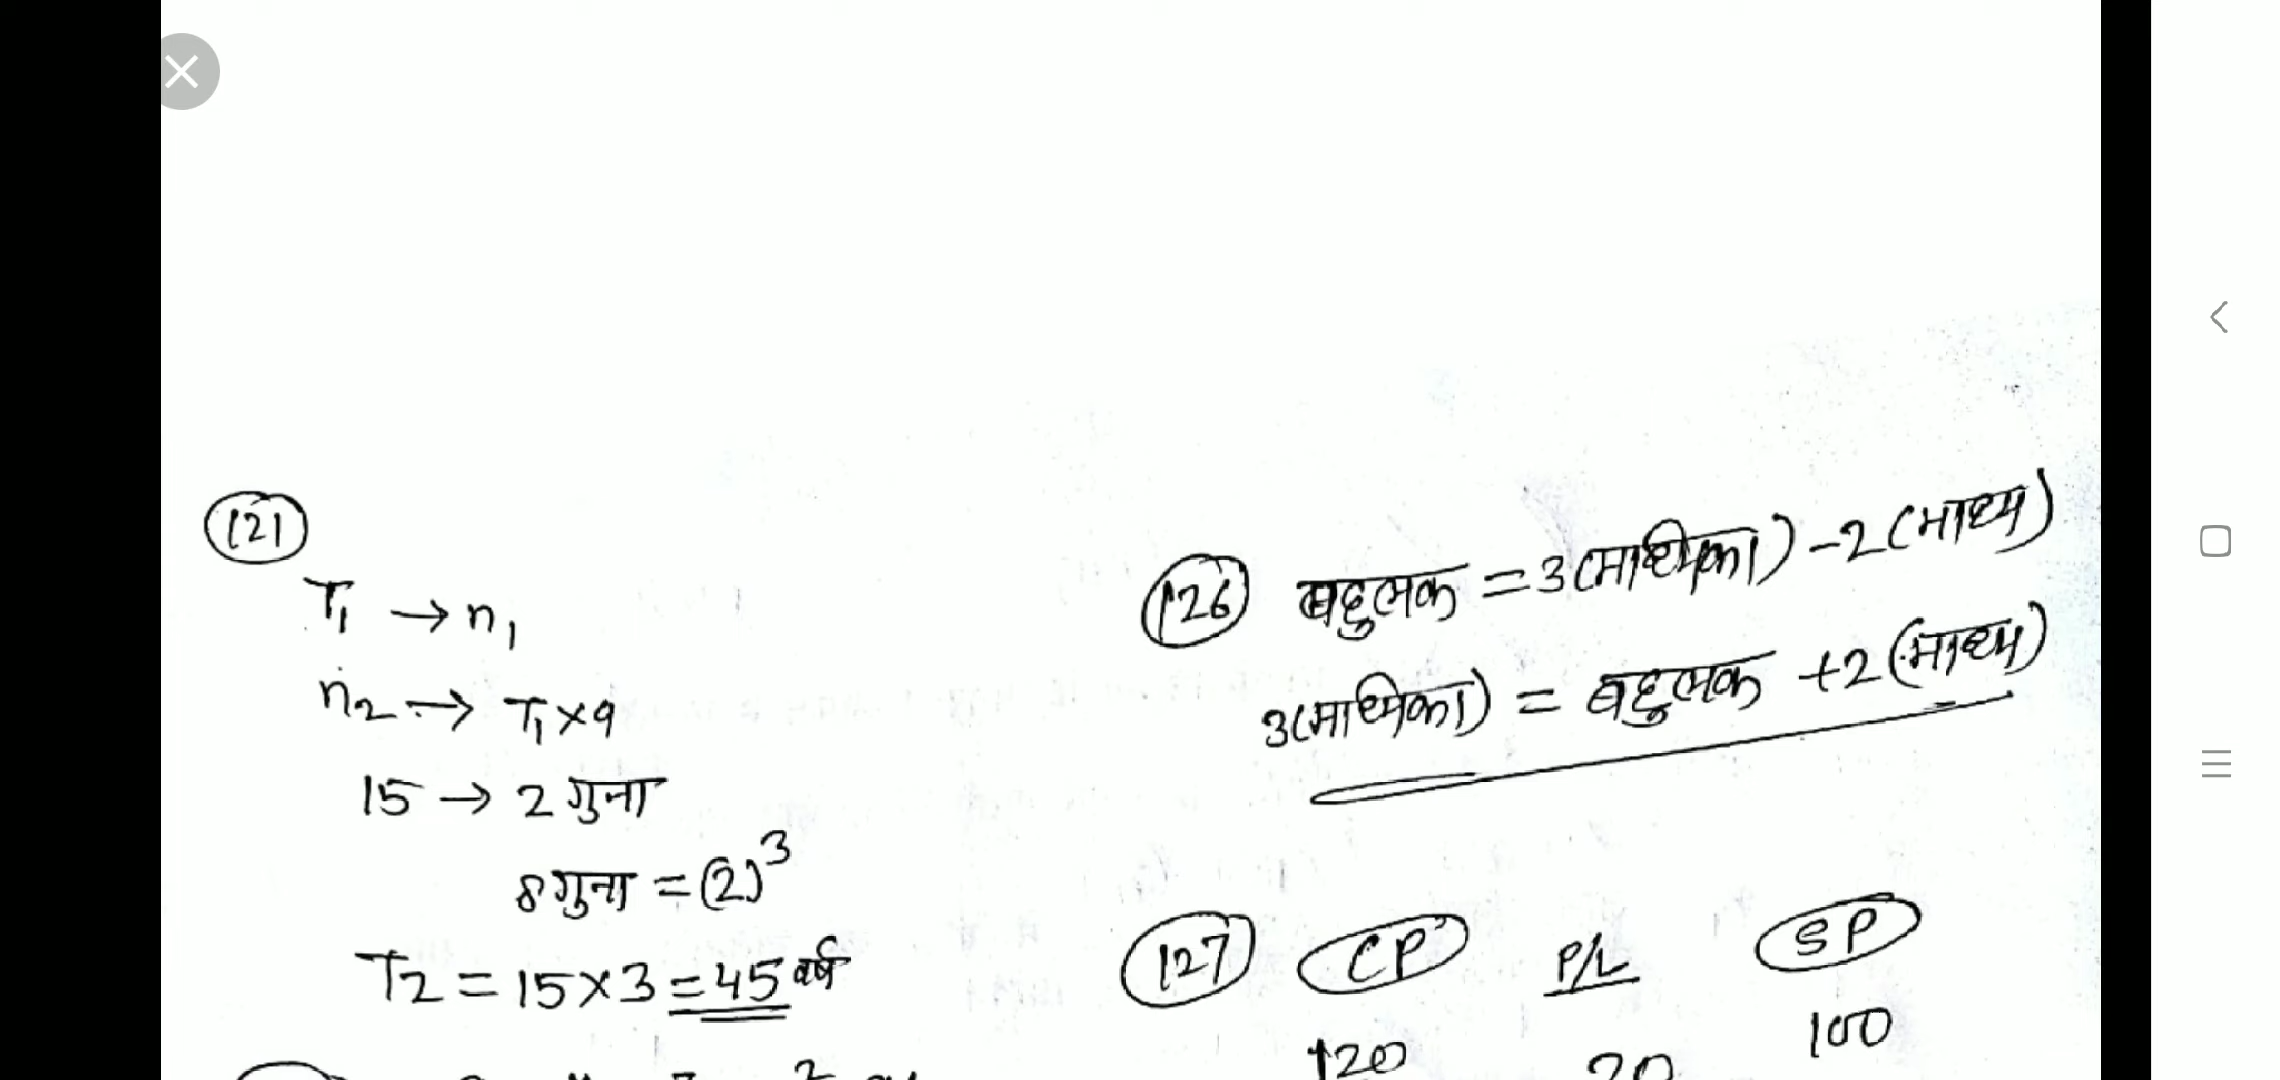 121
T₁ → n₁
n₂ → T₁×9
15 → 2 गुना
8 गुना = (2)³
T2 = 15×3 = 45 वर्ष
126 बहुलक = 3(माध्यिका) -2 (माध्य)
3(माध्यिका) = बहुलक +2 (माध्य)
127 CP P/L SP
100
120 20